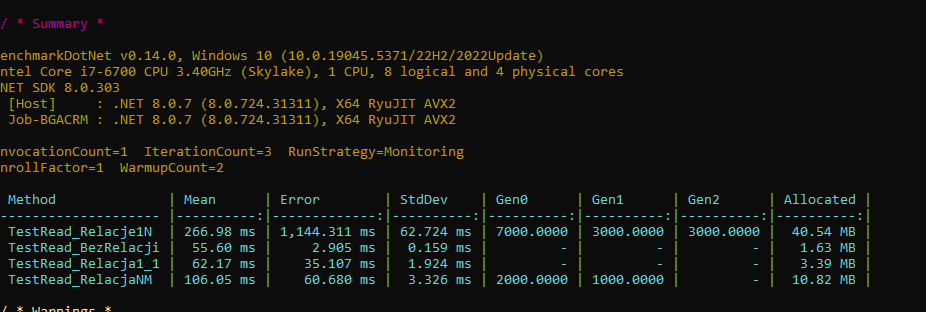 / * Summary *
enchmarkDotNet v0.14.0, Windows 10 (10.0.19045.5371/22H2/2022Update)
ntel Core i7-6700 CPU 3.40GHz (Skylake), 1 CPU, 8 logical and 4 physical cores
NET SDK 8.0.303
[Host]     : .NET 8.0.7 (8.0.724.31311), X64 RyuJIT AVX2
Job-BGACRM : .NET 8.0.7 (8.0.724.31311), X64 RyuJIT AVX2
nvocationCount=1  IterationCount=3  RunStrategy=Monitoring
nrollFactor=1  WarmupCount=2
Method              | Mean      | Error        | StdDev    | Gen0      | Gen1      | Gen2      | Allocated |
------------------- |----------:|-------------:|----------:|----------:|----------:|----------:|----------:|
TestRead_Relacje1N  | 266.98 ms | 1,144.311 ms | 62.724 ms | 7000.0000 | 3000.0000 | 3000.0000 |  40.54 MB |
TestRead_BezRelacji |  55.60 ms |     2.905 ms |  0.159 ms |         - |         - |         - |   1.63 MB |
TestRead_Relacja1_1 |  62.17 ms |    35.107 ms |  1.924 ms |         - |         - |         - |   3.39 MB |
TestRead_RelacjaNM  | 106.05 ms |    60.680 ms |  3.326 ms | 2000.0000 | 1000.0000 |         - |  10.82 MB |
/ * Warnings *